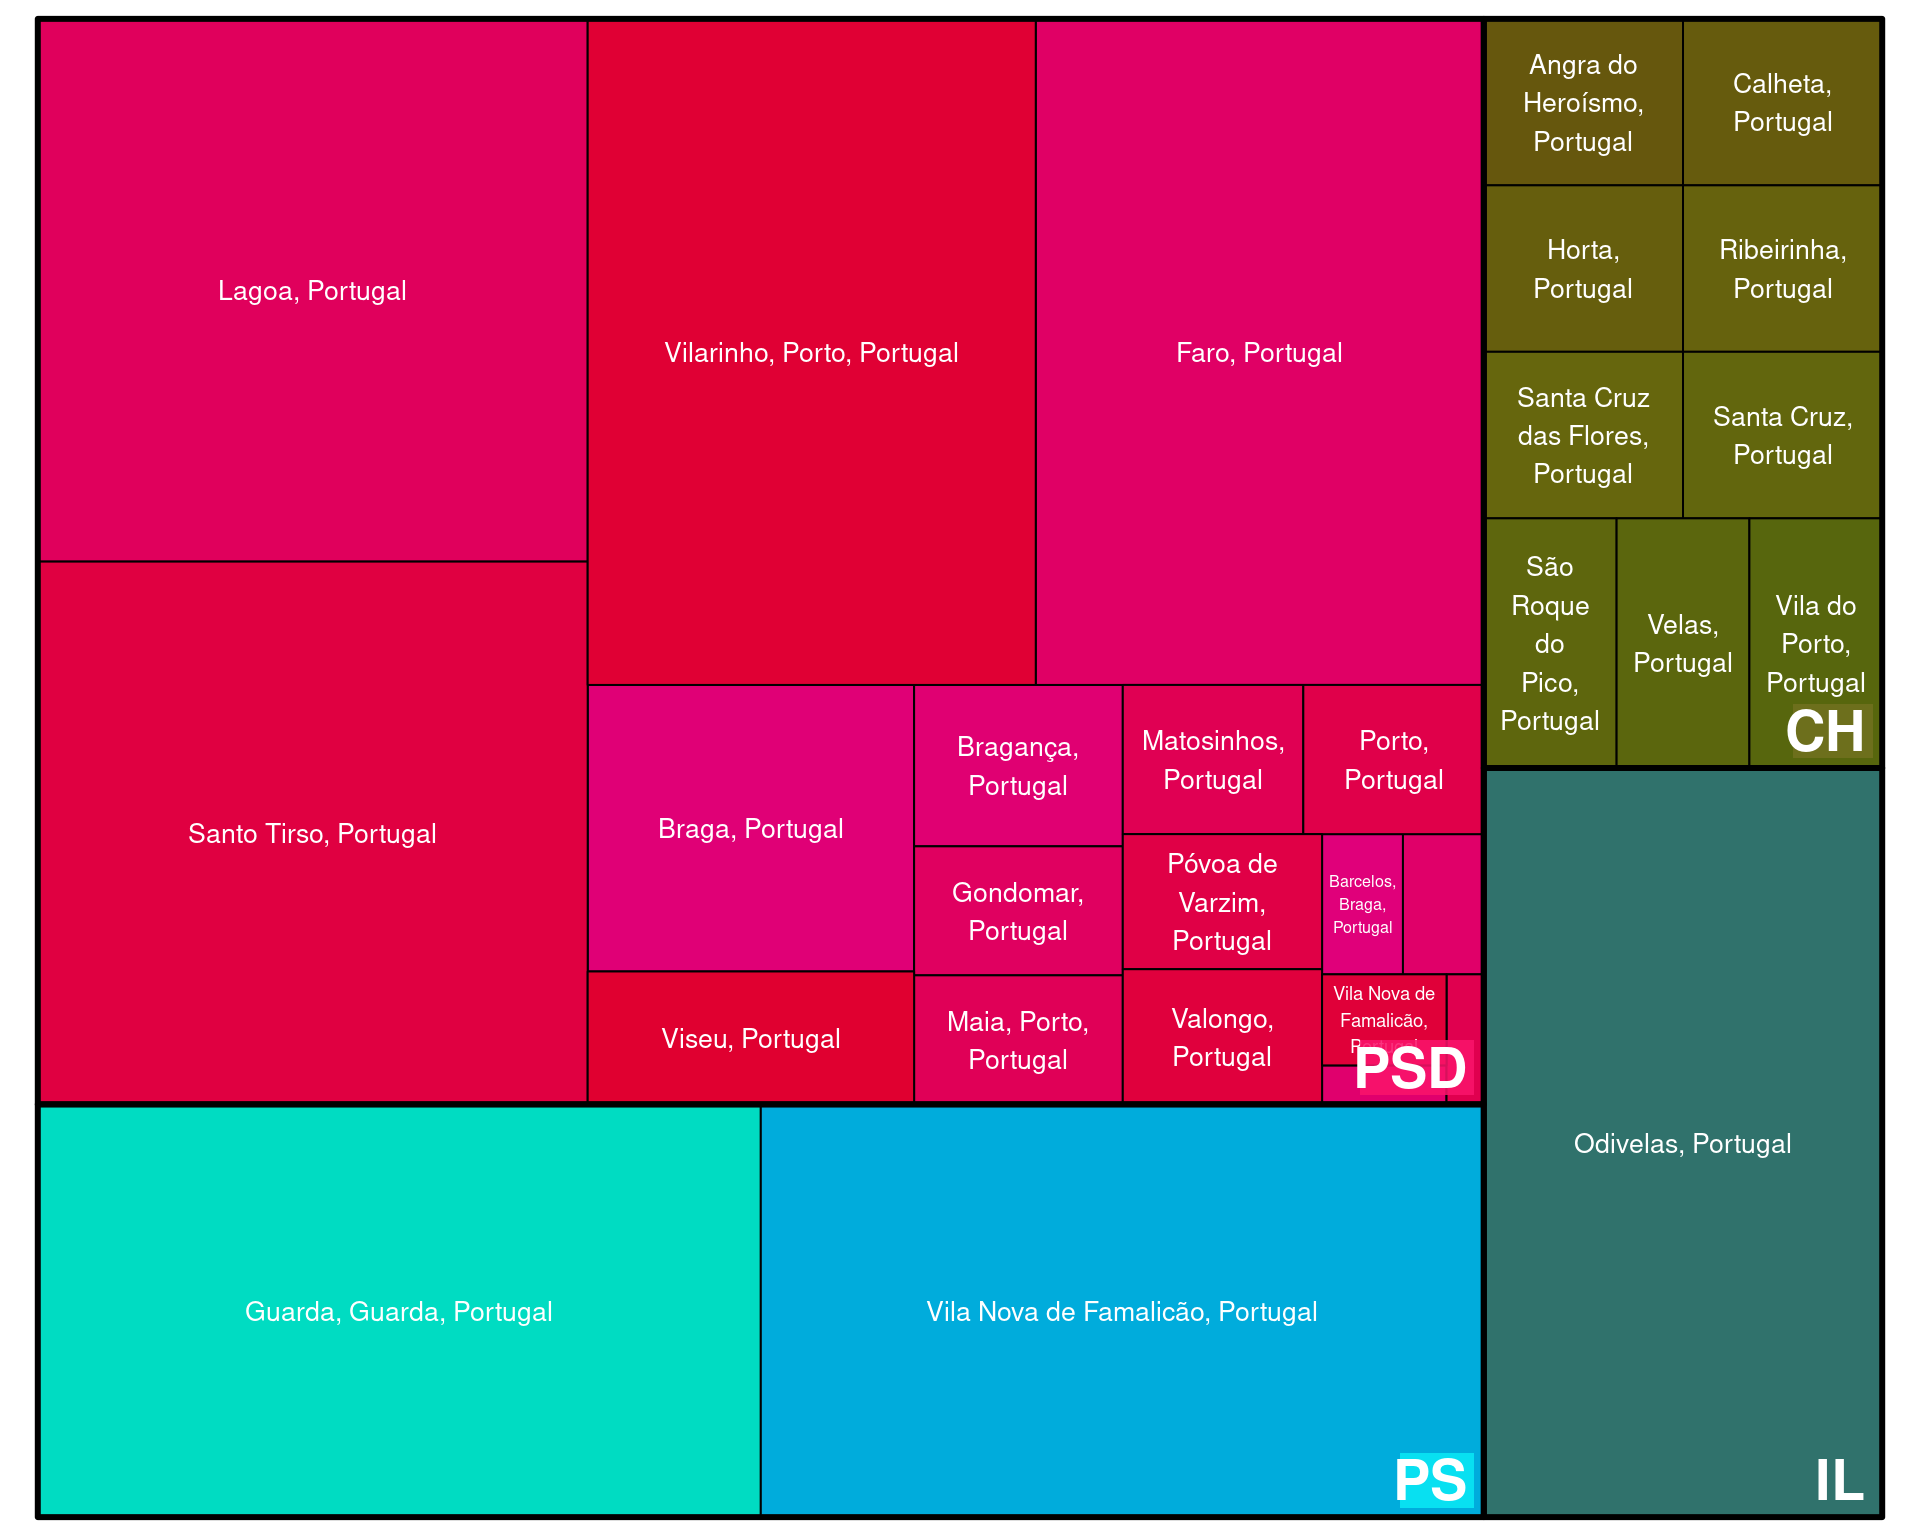 Lagoa, Portugal
Santo Tirso, Portugal
Vilarinho, Porto, Portugal
Faro, Portugal
Braga, Portugal
Viseu, Portugal
Bragança,
Portugal
Gondomar,
Portugal
Maia, Porto,
Portugal
Matosinhos,
Portugal
Porto,
Portugal
Póvoa de
Varzim,
Portugal
Valongo,
Portugal
Barcelos,
Braga,
Portugal
Vila Nova de
Famalicão,
Portugal
PSD
Guarda, Guarda, Portugal
Vila Nova de Famalicão, Portugal
PS
Angra do
Heroísmo,
Portugal
Calheta,
Portugal
Horta,
Portugal
Ribeirinha,
Portugal
Santa Cruz
das Flores,
Portugal
Santa Cruz,
Portugal
São
Roque
do
Pico,
Portugal
Velas,
Portugal
Vila do
Porto,
Portugal
CH
Odivelas, Portugal
IL